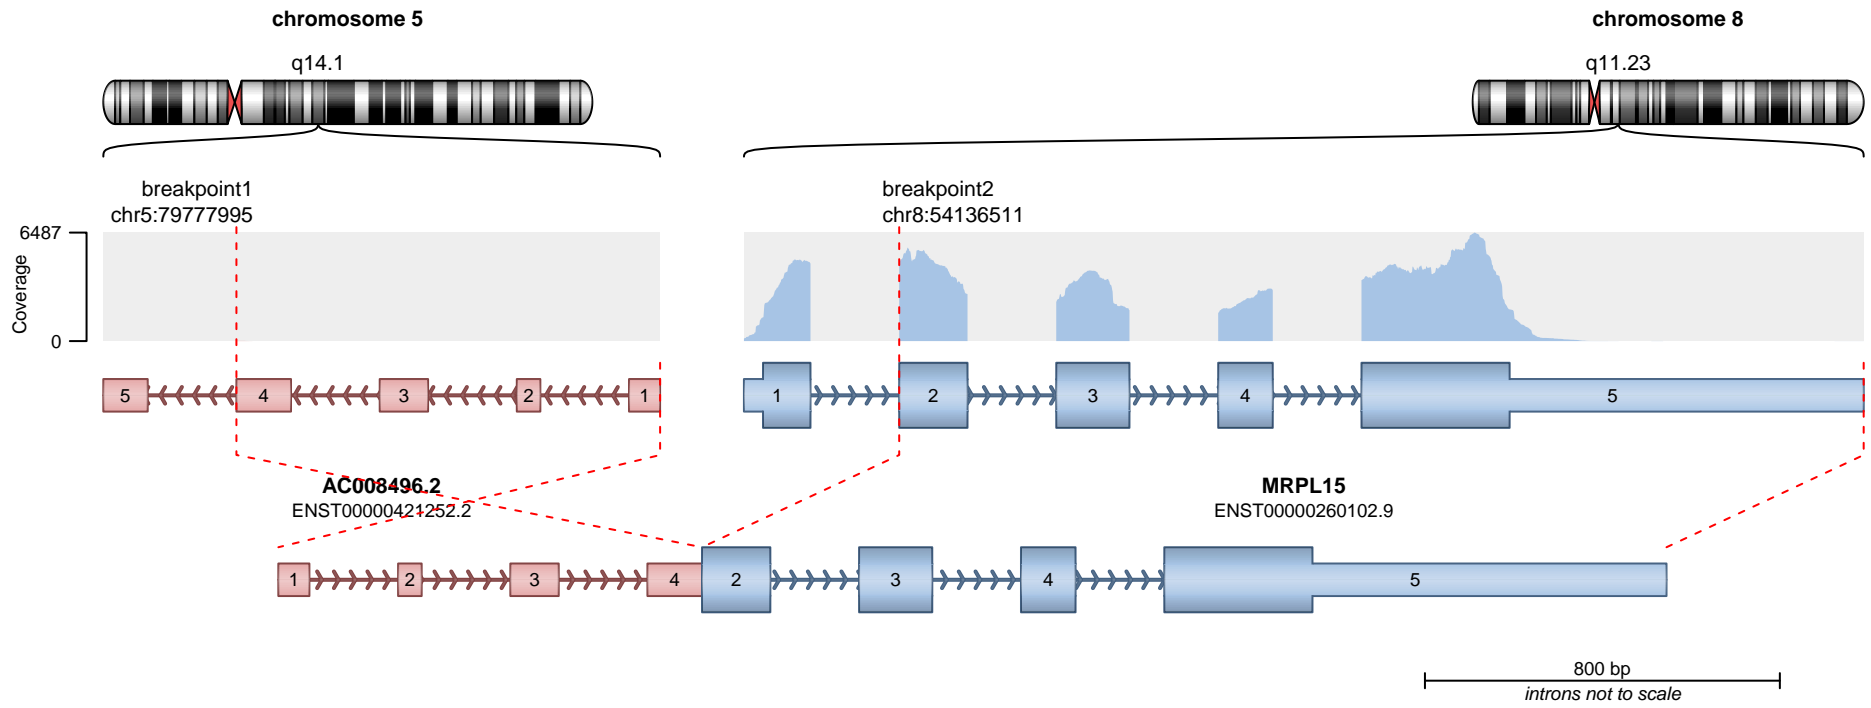 chromosome 5
chromosome 8
q14.1
q11.23
breakpoint1
chr5:79777995
breakpoint2
chr8:54136511
6487
Coverage
0
5 4 3 2 1
1 2 3 4 5
AC008496.2
ENST00000421252.2
MRPL15
ENST00000260102.9
1 2 3 4 2 3 4 5
800 bp
introns not to scale